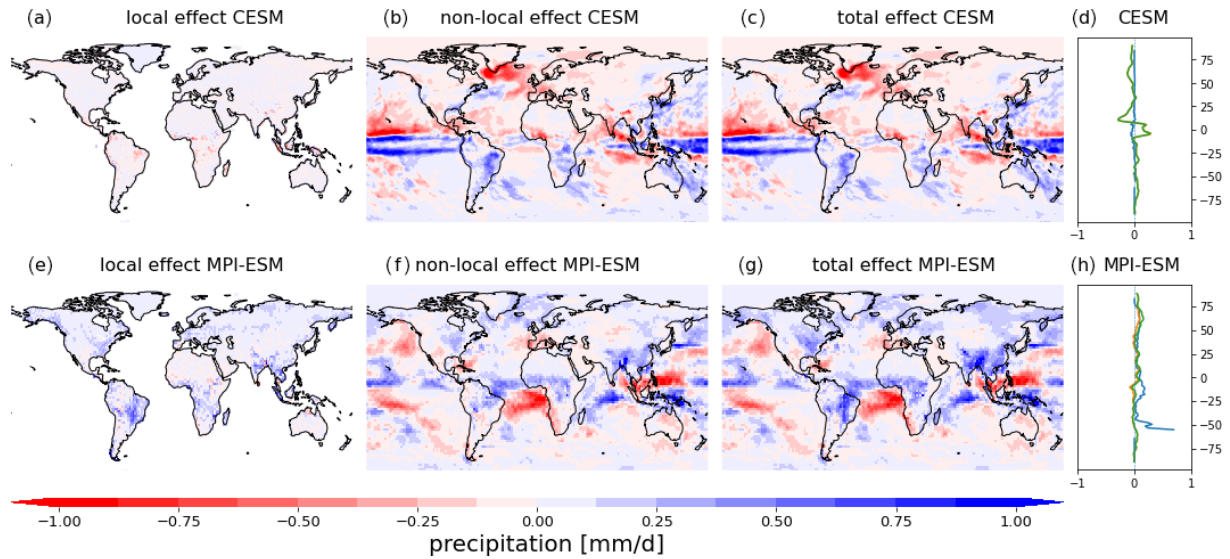 (a) local effect CESM
(b) non-local effect CESM
(c) total effect CESM
(d) CESM
75
50
25
0
−25
−50
−75
−1 0 1
(e) local effect MPI-ESM
(f) non-local effect MPI-ESM
(g) total effect MPI-ESM
(h) MPI-ESM
75
50
25
0
−25
−50
−75
−1 0 1
−1.00 −0.75 −0.50 −0.25 0.00 0.25 0.50 0.75 1.00
precipitation [mm/d]